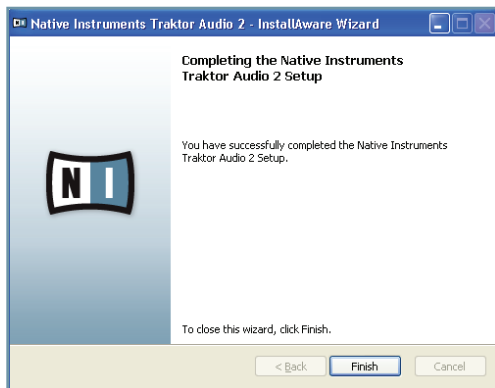 Native Instruments Traktor Audio 2 - InstallAware Wizard
Completing the Native Instruments
Traktor Audio 2 Setup
You have successfully completed the Native Instruments
Traktor Audio 2 Setup.
NI
To close this wizard, click Finish.
< Back
Finish
Cancel